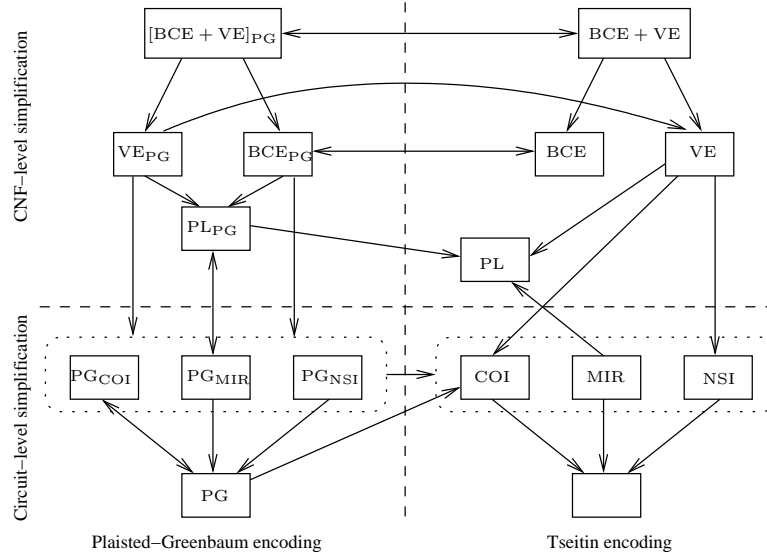 [BCE + VE]PG
BCE + VE
CNF−level simplification
VEPG
BCEPG
BCE
VE
PLPG
PL
Circuit−level simplification
PGCOI
PGMIR
PGNSI
COI
MIR
NSI
PG
Plaisted−Greenbaum encoding
Tseitin encoding